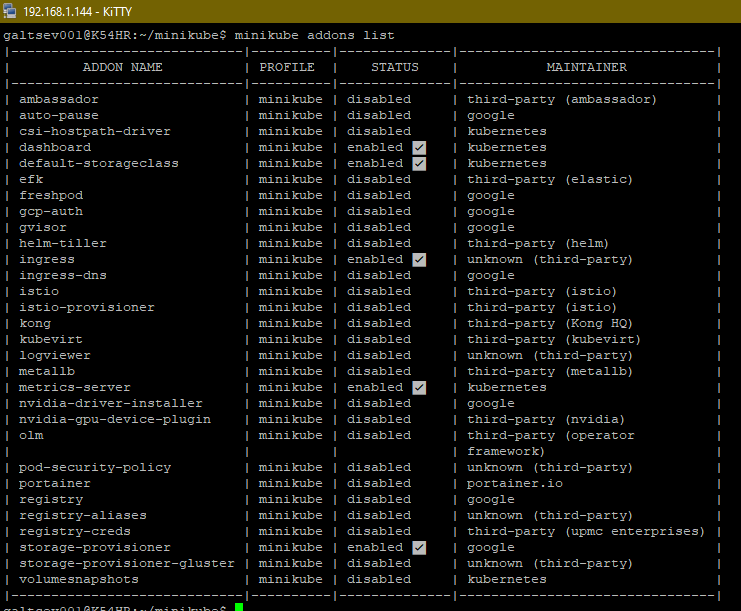 192.168.1.144 - KiTTY
galtsev001@K54HR:~/minikube$ minikube addons list
|-----------------------------|----------|--------------|--------------------------------|
| ADDON NAME | PROFILE | STATUS | MAINTAINER |
|-----------------------------|----------|--------------|--------------------------------|
| ambassador | minikube | disabled | third-party (ambassador) |
| auto-pause | minikube | disabled | google |
| csi-hostpath-driver | minikube | disabled | kubernetes |
| dashboard | minikube | enabled ✅ | kubernetes |
| default-storageclass | minikube | enabled ✅ | kubernetes |
| efk | minikube | disabled | third-party (elastic) |
| freshpod | minikube | disabled | google |
| gcp-auth | minikube | disabled | google |
| gvisor | minikube | disabled | google |
| helm-tiller | minikube | disabled | third-party (helm) |
| ingress | minikube | enabled ✅ | unknown (third-party) |
| ingress-dns | minikube | disabled | google |
| istio | minikube | disabled | third-party (istio) |
| istio-provisioner | minikube | disabled | third-party (istio) |
| kong | minikube | disabled | third-party (Kong HQ) |
| kubevirt | minikube | disabled | third-party (kubevirt) |
| logviewer | minikube | disabled | unknown (third-party) |
| metallb | minikube | disabled | third-party (metallb) |
| metrics-server | minikube | enabled ✅ | kubernetes |
| nvidia-driver-installer | minikube | disabled | google |
| nvidia-gpu-device-plugin | minikube | disabled | third-party (nvidia) |
| olm | minikube | disabled | third-party (operator |
| | | | framework) |
| pod-security-policy | minikube | disabled | unknown (third-party) |
| portainer | minikube | disabled | portainer.io |
| registry | minikube | disabled | google |
| registry-aliases | minikube | disabled | unknown (third-party) |
| registry-creds | minikube | disabled | third-party (upmc enterprises) |
| storage-provisioner | minikube | enabled ✅ | google |
| storage-provisioner-gluster | minikube | disabled | unknown (third-party) |
| volumesnapshots | minikube | disabled | kubernetes |
|-----------------------------|----------|--------------|--------------------------------|
galtsev001@K54HR:~/minikube$